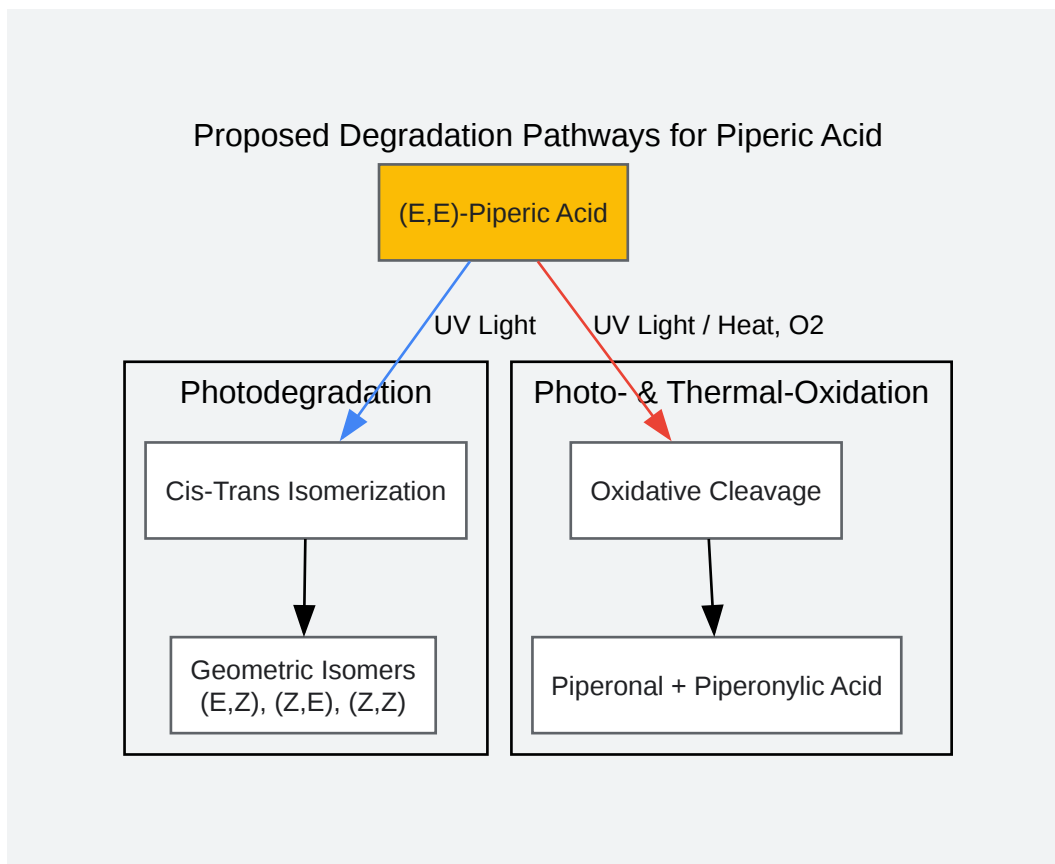 Proposed Degradation Pathways for Piperic Acid
(E,E)-Piperic Acid
UV Light
UV Light / Heat, O2
Photodegradation
Photo- & Thermal-Oxidation
Cis-Trans Isomerization
Oxidative Cleavage
Geometric Isomers
(E,Z), (Z,E), (Z,Z)
Piperonal + Piperonylic Acid